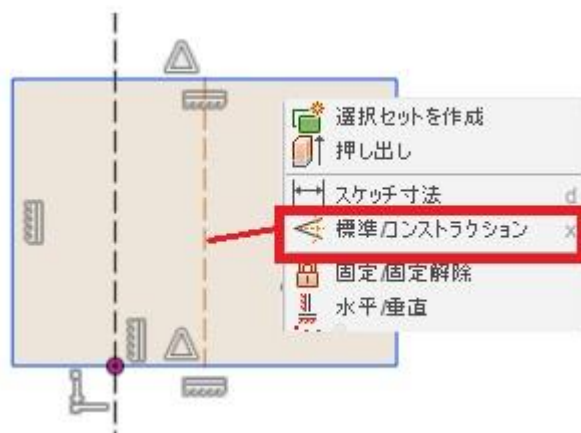 選択セットを作成
押し出し
スケッチ寸法 d
標準/コンストラクション x
固定/固定解除
水平/垂直